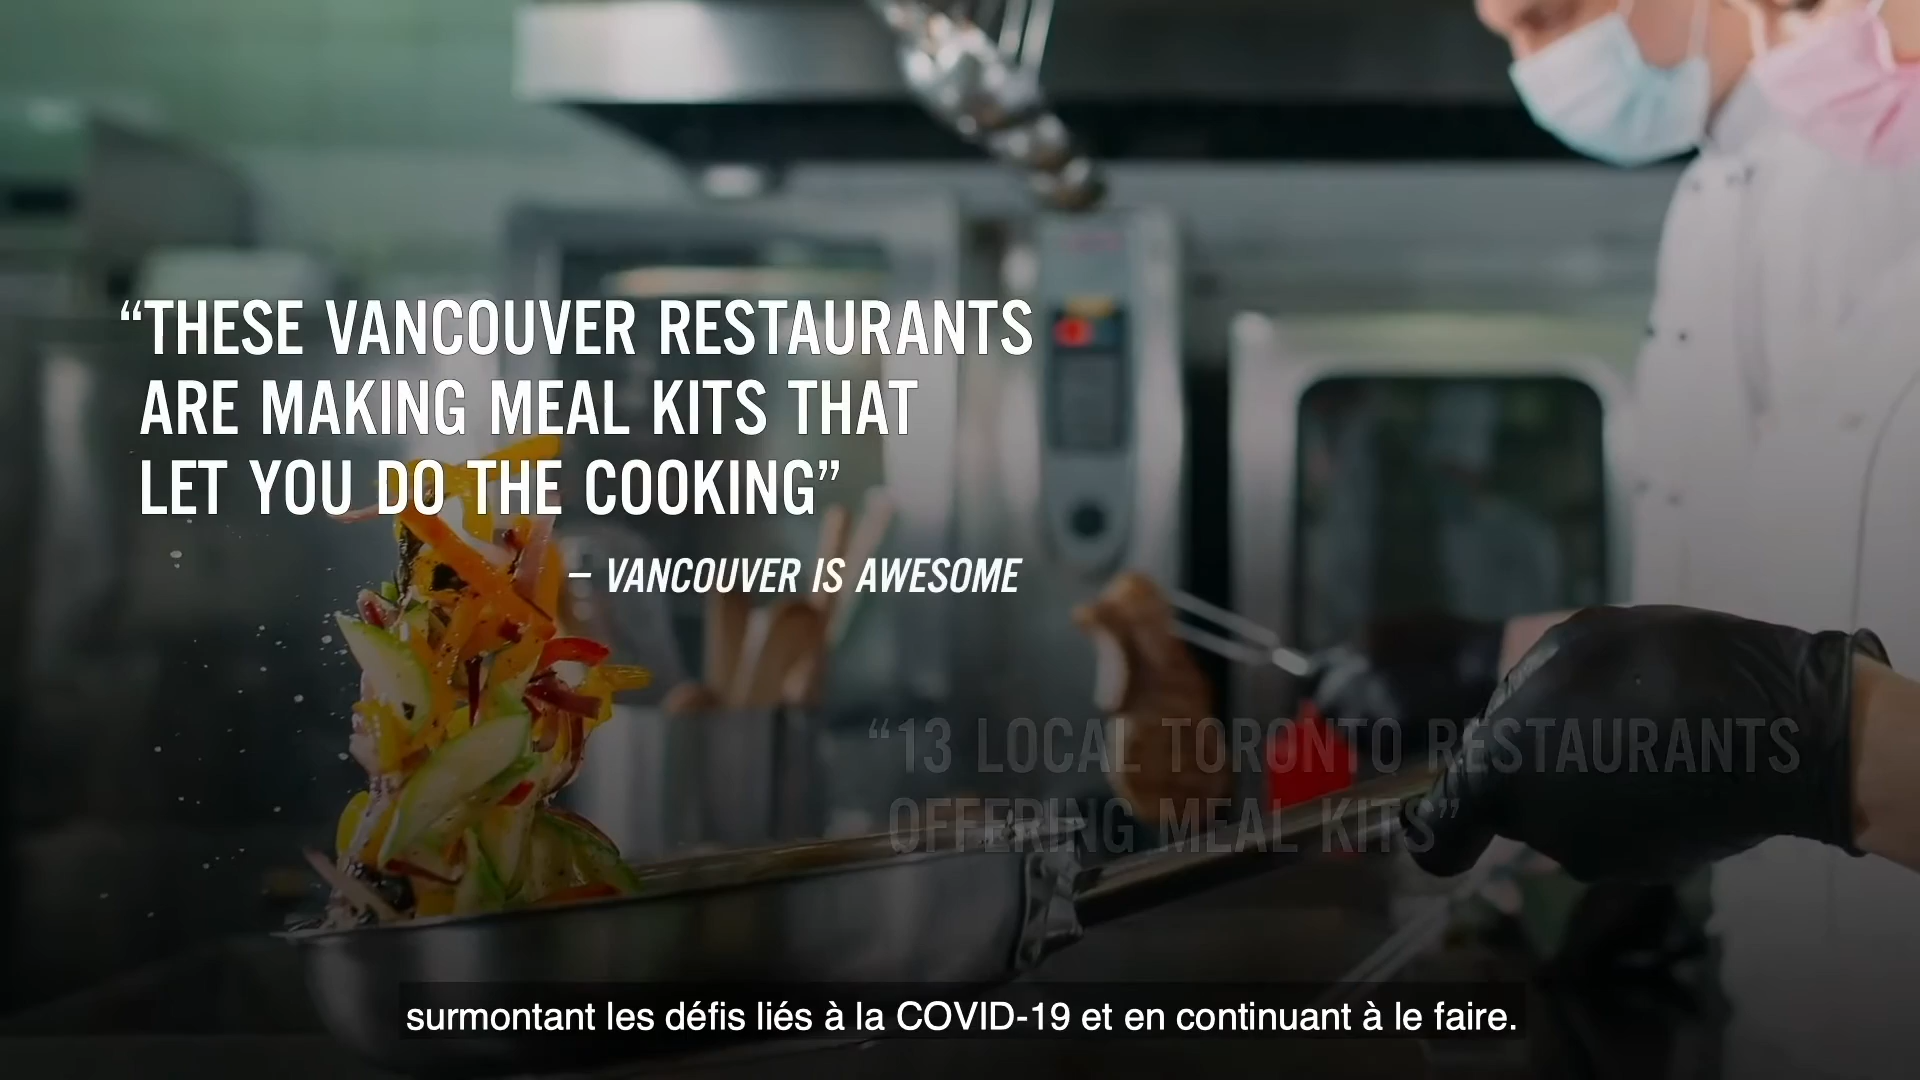 “THESE VANCOUVER RESTAURANTS
ARE MAKING MEAL KITS THAT
LET YOU DO THE COOKING”
– VANCOUVER IS AWESOME
“13 LOCAL TORONTO RESTAURANTS
OFFERING MEAL KITS”
surmontant les défis liés à la COVID-19 et en continuant à le faire.